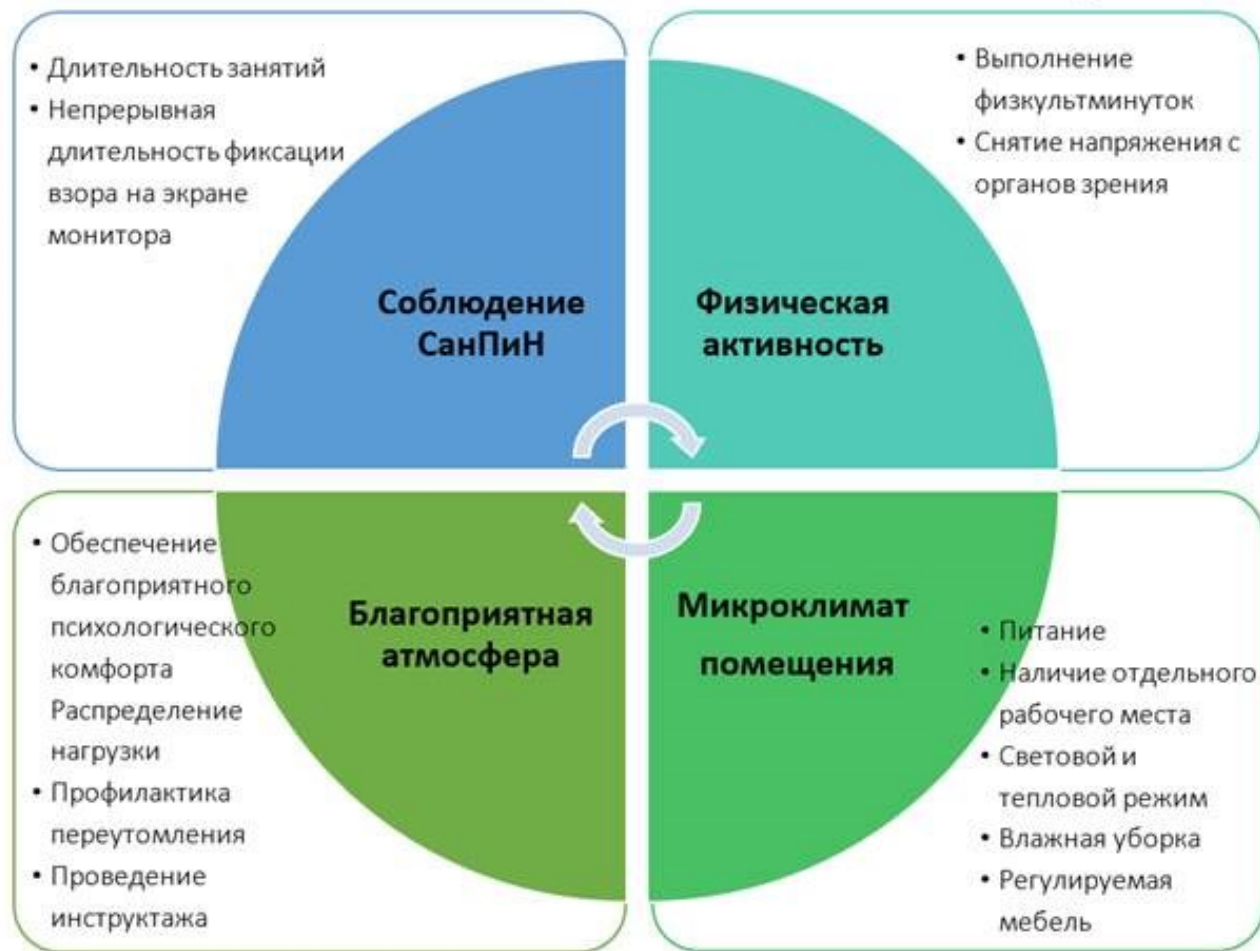 • Длительность занятий
• Непрерывная
длительность фиксации
взора на экране
монитора
• Выполнение
физкультминуток
• Снятие напряжения с
органов зрения
Соблюдение
СанПиН
Физическая
активность
• Обеспечение
благоприятного
психологического
комфорта
Распределение
нагрузки
• Профилактика
переутомления
• Проведение
инструктажа
Благоприятная
атмосфера
Микроклимат
помещения
• Питание
• Наличие отдельного
рабочего места
• Световой и
тепловой режим
• Влажная уборка
• Регулируемая
мебель